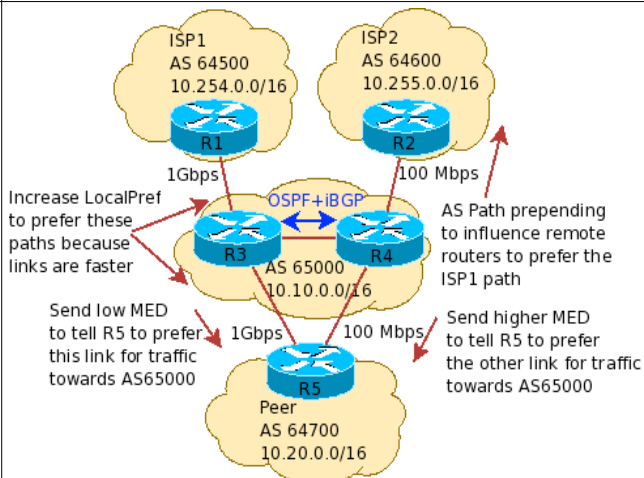 ISP1
AS 64500
10.254.0.0/16
R1
ISP2
AS 64600
10.255.0.0/16
R2
1Gbps
100 Mbps
Increase LocalPref
to prefer these
paths because
links are faster
OSPF+iBGP
R3
R4
AS 65000
10.10.0.0/16
AS Path prepending
to influence remote
routers to prefer the
ISP1 path
Send low MED
to tell R5 to prefer
this link for traffic
towards AS65000
1Gbps
100 Mbps
Send higher MED
to tell R5 to prefer
the other link for traffic
towards AS65000
R5
Peer
AS 64700
10.20.0.0/16